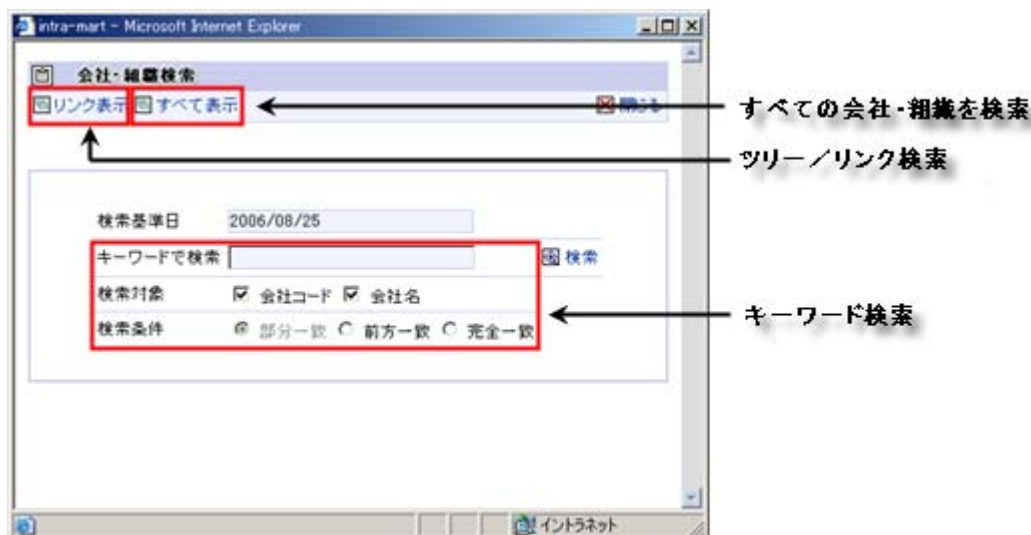 intra-mart - Microsoft Internet Explorer
会社・組織検索
リンク表示 すべて表示 閉じる
すべての会社・組織を検索
ツリー／リンク検索
検索基準日 2006/08/25
キーワードで検索 検索
検索対象 会社コード 会社名
検索条件 部分一致 前方一致 完全一致
キーワード検索
イントラネット